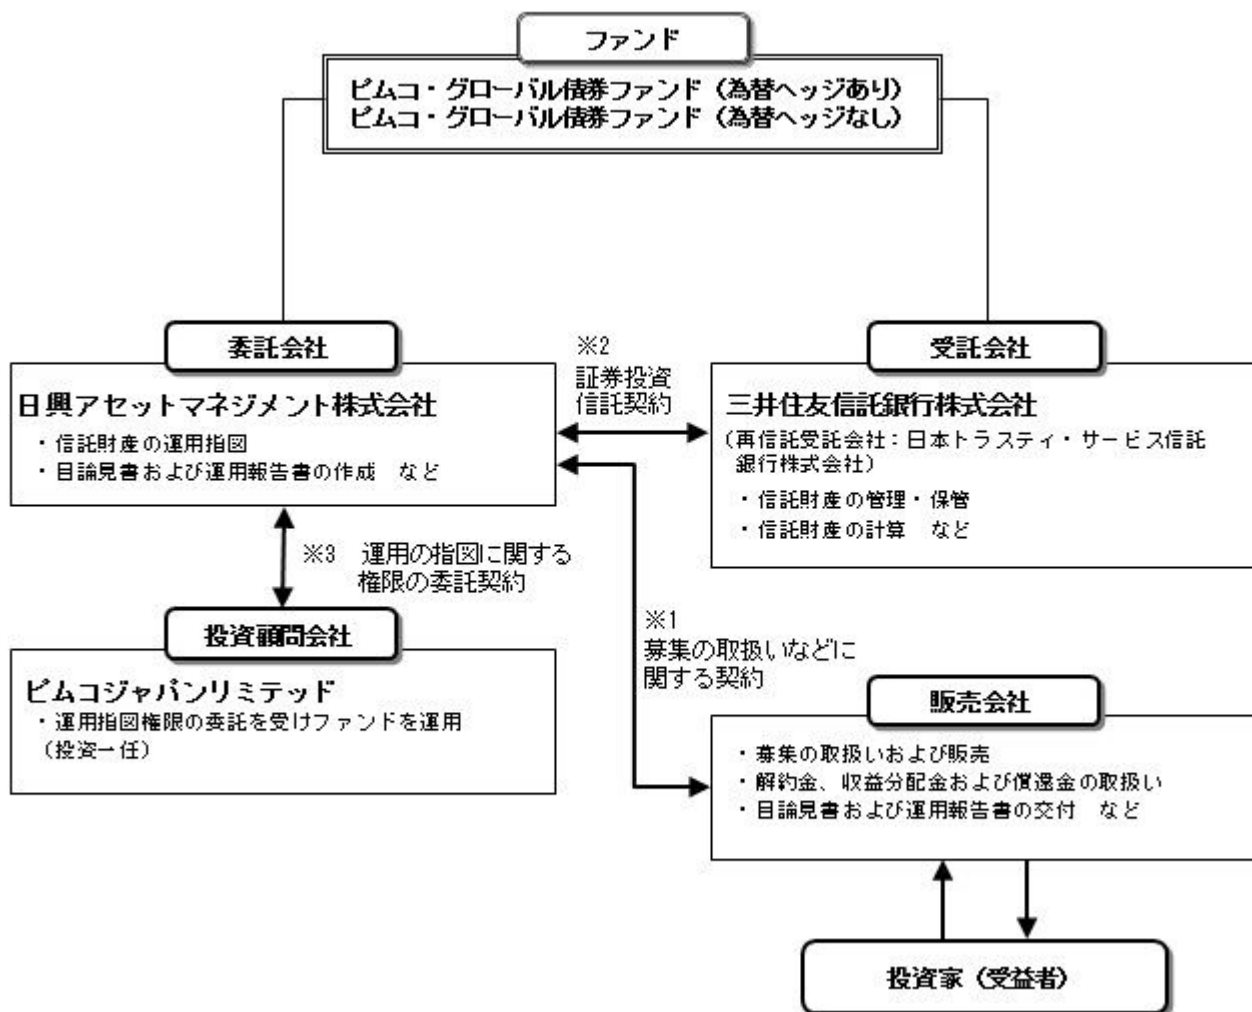 ファンド
ピムコ・グローバル債券ファンド（為替ヘッジあり）
ピムコ・グローバル債券ファンド（為替ヘッジなし）
委託会社
日興アセットマネジメント株式会社
・信託財産の運用指図
・目論見書および運用報告書の作成　など
※2
証券投資
信託契約
受託会社
三井住友信託銀行株式会社
（再信託受託会社：日本トラスティ・サービス信託
銀行株式会社）
・信託財産の管理・保管
・信託財産の計算　など
※3　運用の指図に関する
権限の委託契約
投資顧問会社
ピムコジャパンリミテッド
・運用指図権限の委託を受けファンドを運用
（投資一任）
※1
募集の取扱いなどに
関する契約
販売会社
・募集の取扱いおよび販売
・解約金、収益分配金および償還金の取扱い
・目論見書および運用報告書の交付　など
投資家（受益者）